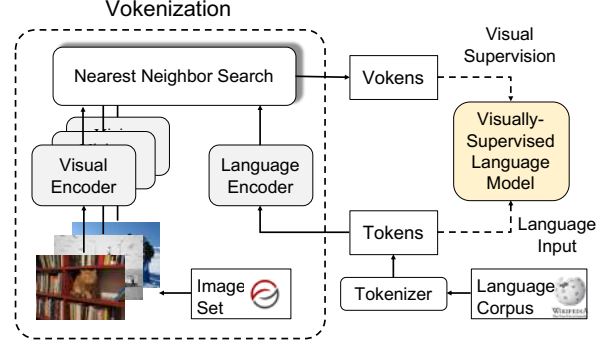 Vokenization
Visual
Supervision
Nearest Neighbor Search
Vokens
Visually-
Supervised
Language
Model
Visual
Encoder
Language
Encoder
Language
Input
Tokens
Image
Set
Tokenizer
Language
Corpus
WIKIPEDIA